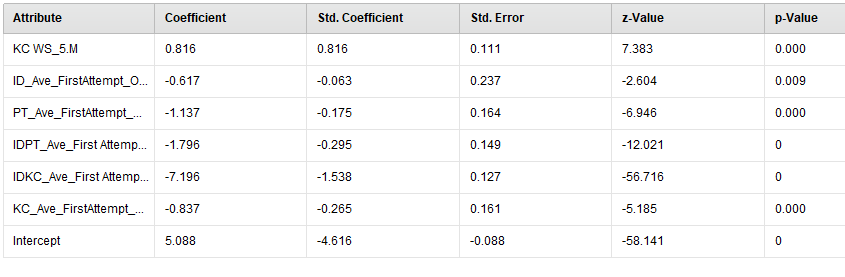 Attribute Coefficient Std. Coefficient Std. Error z-Value p-Value
KC WS_5.M 0.816 0.816 0.111 7.383 0.000
ID_Ave_FirstAttempt_O... -0.617 -0.063 0.237 -2.604 0.009
PT_Ave_FirstAttempt_... -1.137 -0.175 0.164 -6.946 0.000
IDPT_Ave_First Attemp... -1.796 -0.295 0.149 -12.021 0
IDKC_Ave_First Attemp... -7.196 -1.538 0.127 -56.716 0
KC_Ave_FirstAttempt_... -0.837 -0.265 0.161 -5.185 0.000
Intercept 5.088 -4.616 -0.088 -58.141 0